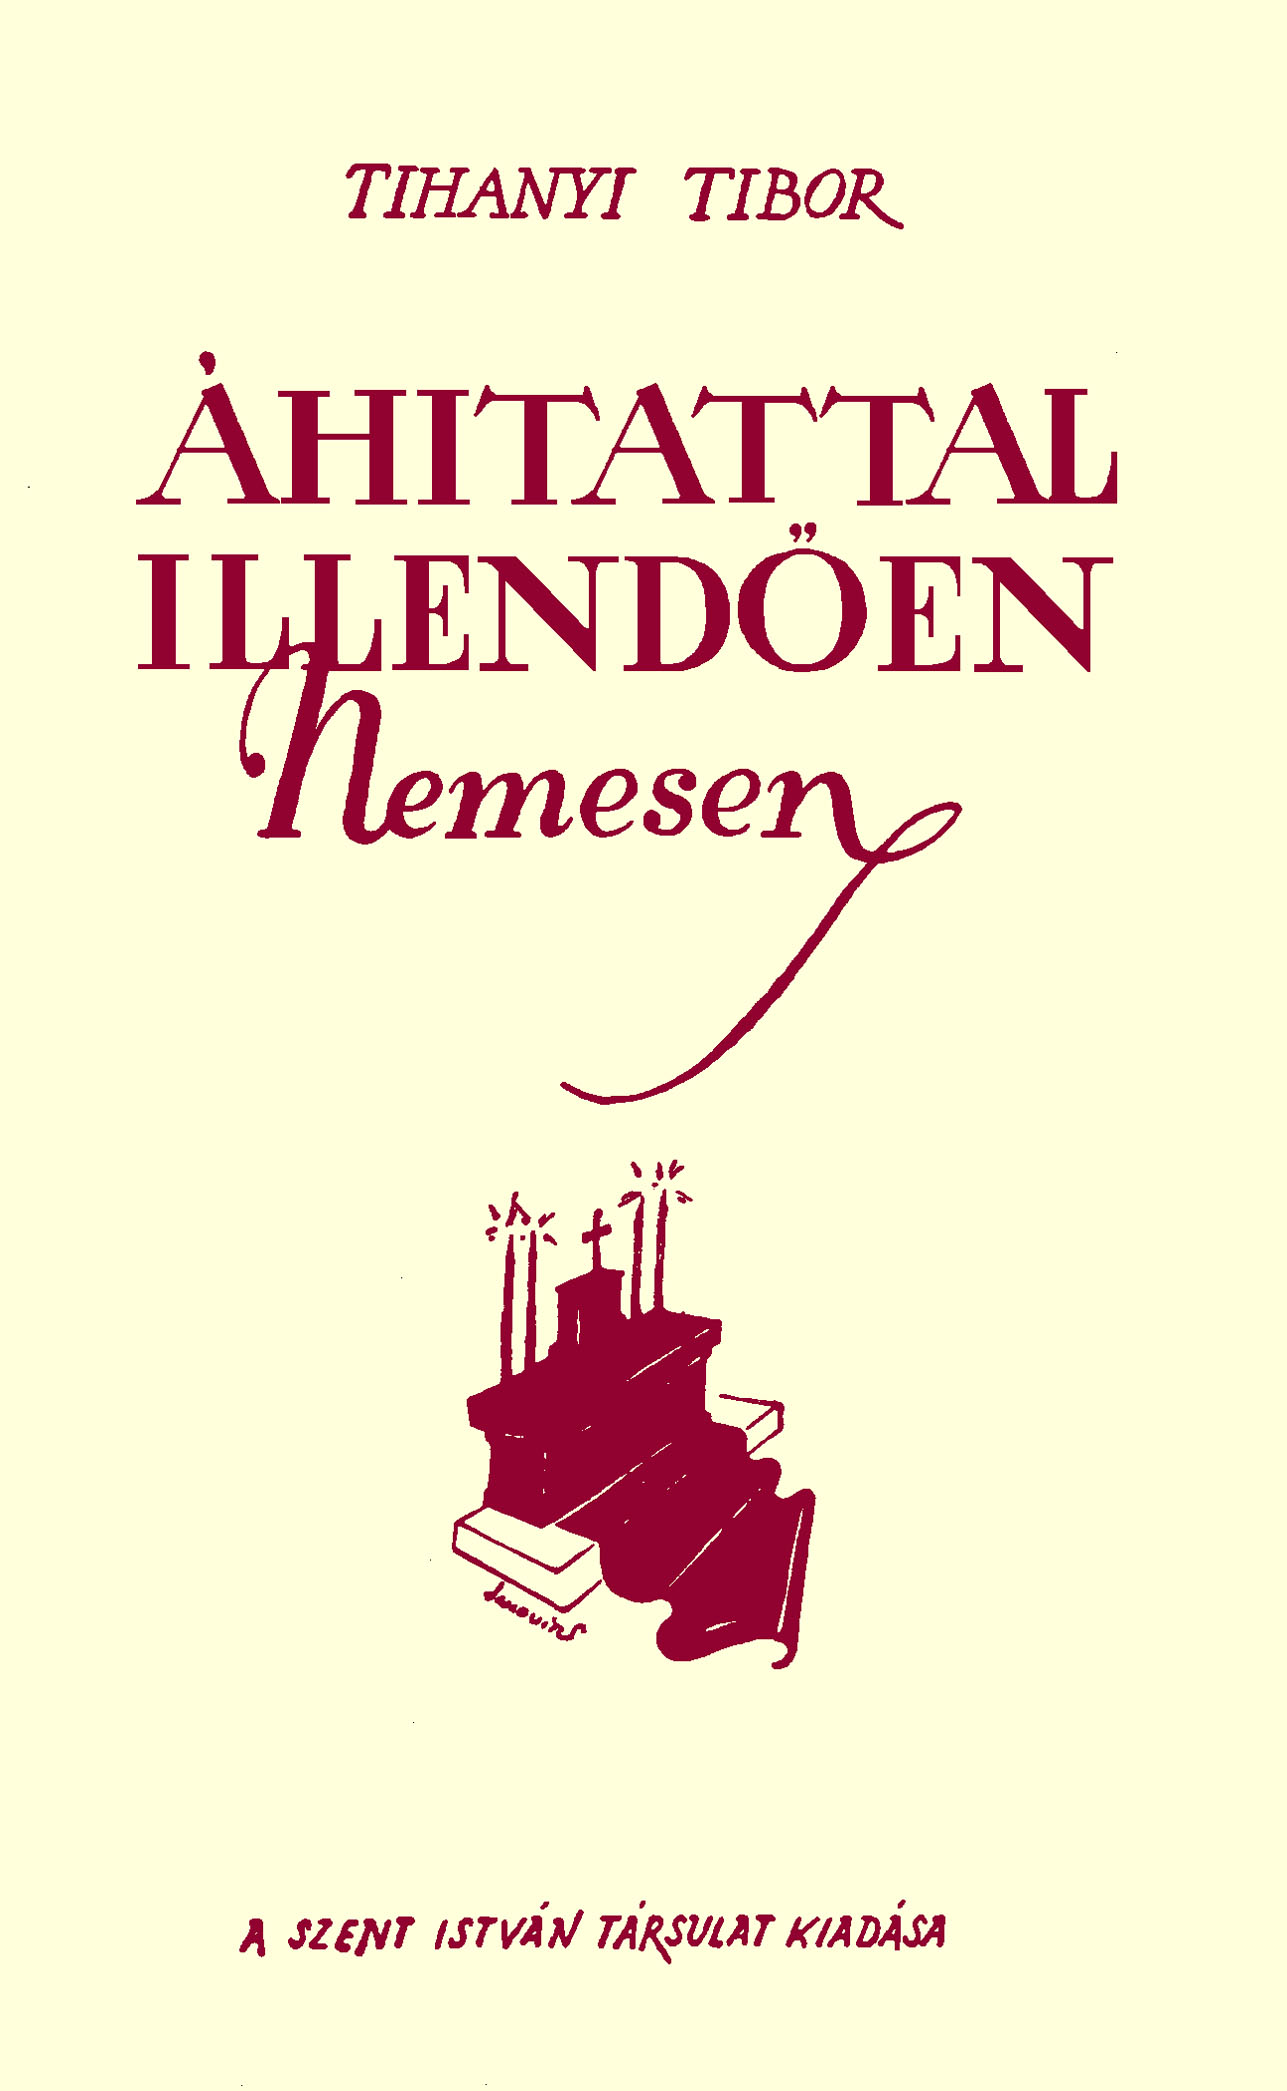 TIHANYI TIBOR
ÁHITATTAL
ILLENDŐEN
Nemesen
A SZENT ISTVÁN TÁRSULAT KIADÁSA